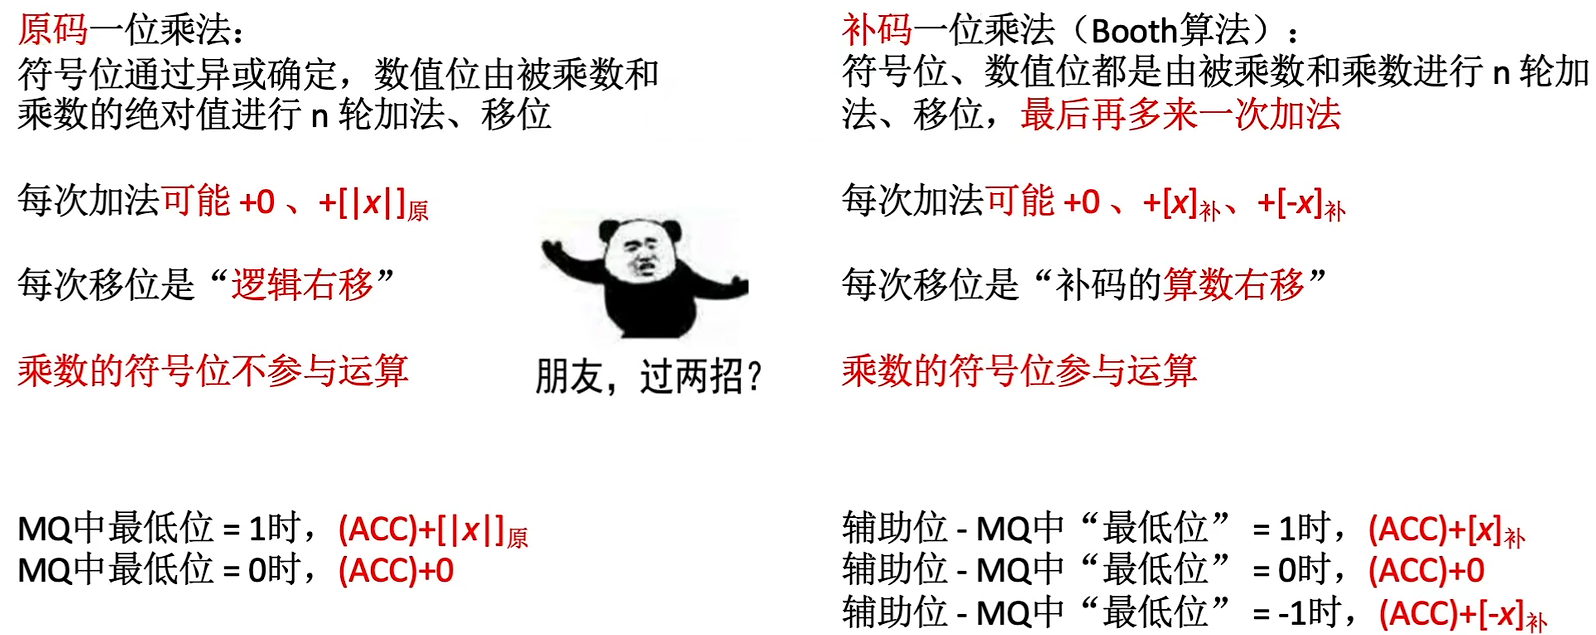 原码一位乘法：
符号位通过异或确定，数值位由被乘数和
乘数的绝对值进行 n 轮加法、移位
每次加法可能 +0 、+[|x|]原
每次移位是“逻辑右移”
乘数的符号位不参与运算
MQ中最低位 = 1时，(ACC)+[|x|]原
MQ中最低位 = 0时，(ACC)+0
朋友，过两招？
补码一位乘法（Booth算法）：
符号位、数值位都是由被乘数和乘数进行 n 轮加
法、移位，最后再多来一次加法
每次加法可能 +0 、+[x]补、+[-x]补
每次移位是“补码的算数右移”
乘数的符号位参与运算
辅助位 - MQ中“最低位” = 1时，(ACC)+[x]补
辅助位 - MQ中“最低位” = 0时，(ACC)+0
辅助位 - MQ中“最低位” = -1时，(ACC)+[-x]补